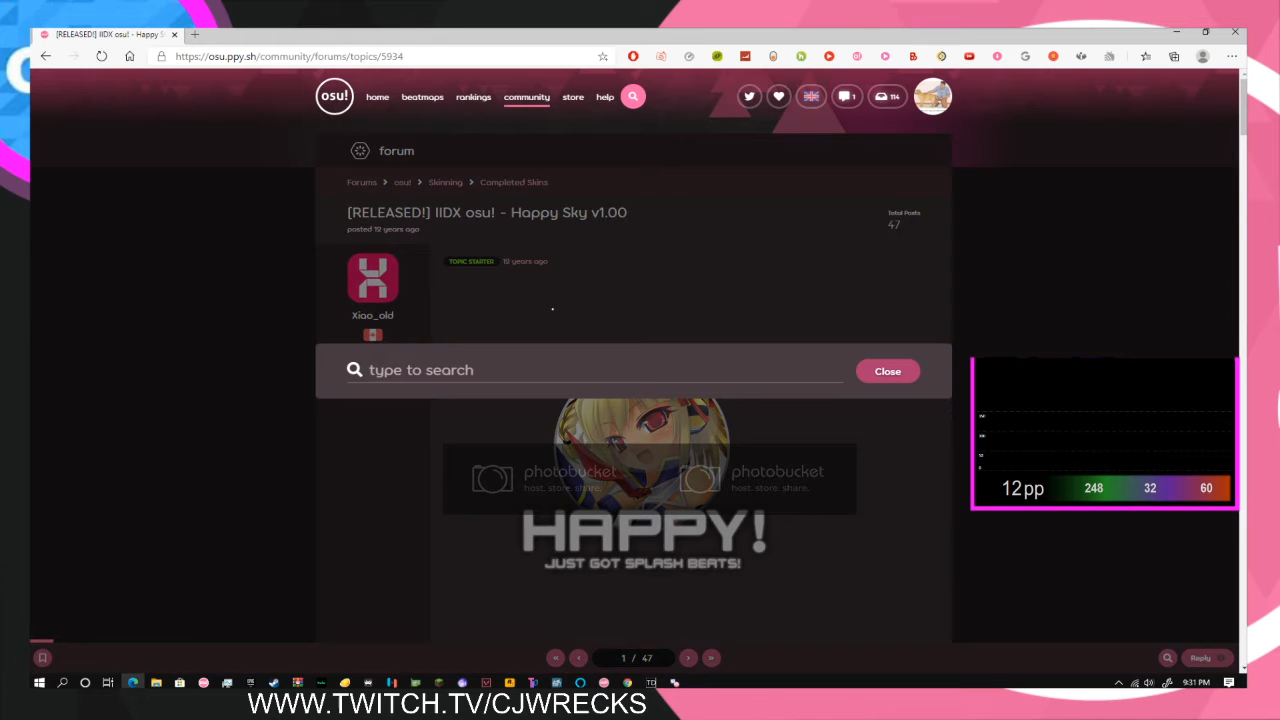 [RELEASED!] IIDX osu! - Happy S
https://osu.ppy.sh/community/forums/topics/5934
osu! home beatmaps rankings community store help 1 114
forum
Forums > osu! > Skinning > Completed Skins
[RELEASED!] IIDX osu! - Happy Sky v1.00
posted 12 years ago
Total Posts
47
TOPIC STARTER 12 years ago
Xiao_old
type to search
Close
photobucket photobucket
host. store. share. host. store. share.
HAPPY!
JUST GOT SPLASH BEATS!
12pp 248 32 60
1 / 47
Reply
9:31 PM
WWW.TWITCH.TV/CJWRECKS